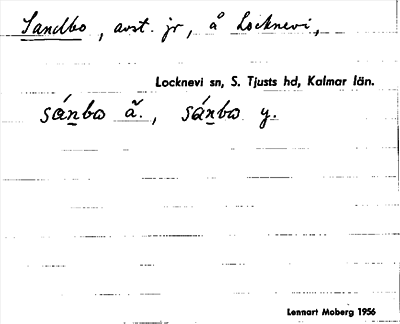 Sandbo, avst. jr, å Locknevi,
Locknevi sn, S. Tjusts hd, Kalmar län.
sánbω ä., sánbω y.
Lennart Moberg 1956